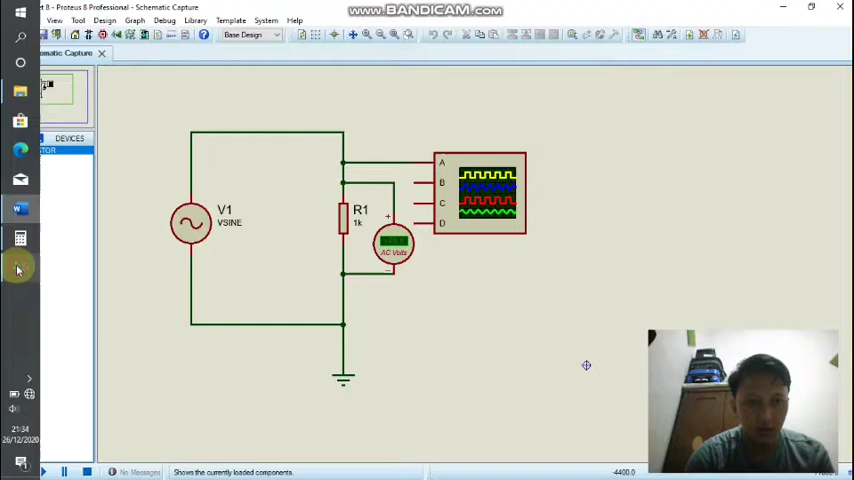 www.BANDICAM.com
t 8 - Proteus 8 Professional - Schematic Capture
View Tool Design Graph Debug Library Template System Help
Base Design
matic Capture
DEVICES
TOR
A
B
C
D
V1
VSINE
R1
1k
+
AC Volts
21:34
26/12/2020
No Messages
Shows the currently loaded components.
-4400.0